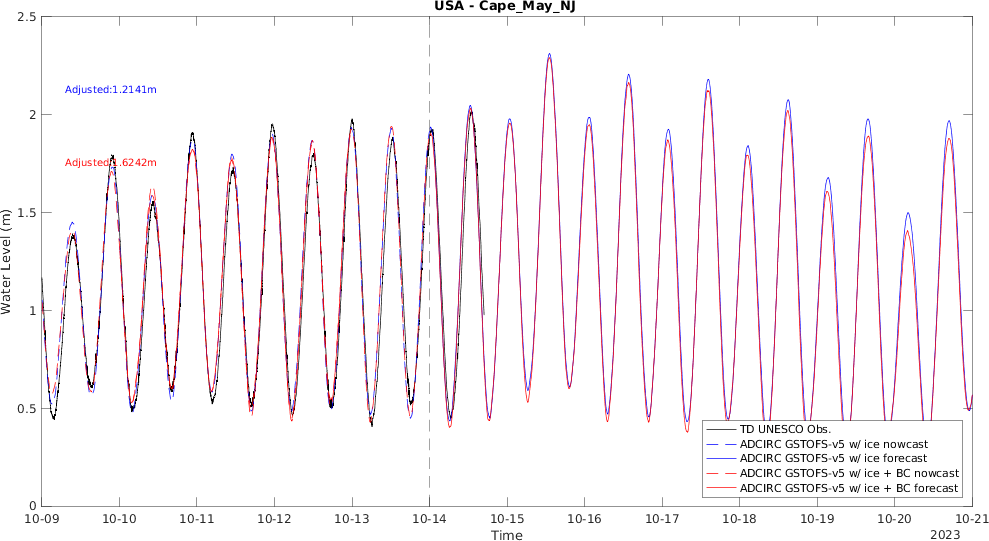 USA - Cape_May_NJ
2.5
2
1.5
1
0.5
0
Water Level (m)
Adjusted:1.2141m
Adjusted:1.6242m
TD UNESCO Obs.
ADCIRC GSTOFS-v5 w/ ice nowcast
ADCIRC GSTOFS-v5 w/ ice forecast
ADCIRC GSTOFS-v5 w/ ice + BC nowcast
ADCIRC GSTOFS-v5 w/ ice + BC forecast
10-09 10-10 10-11 10-12 10-13 10-14 10-15 10-16 10-17 10-18 10-19 10-20 10-21
Time
2023